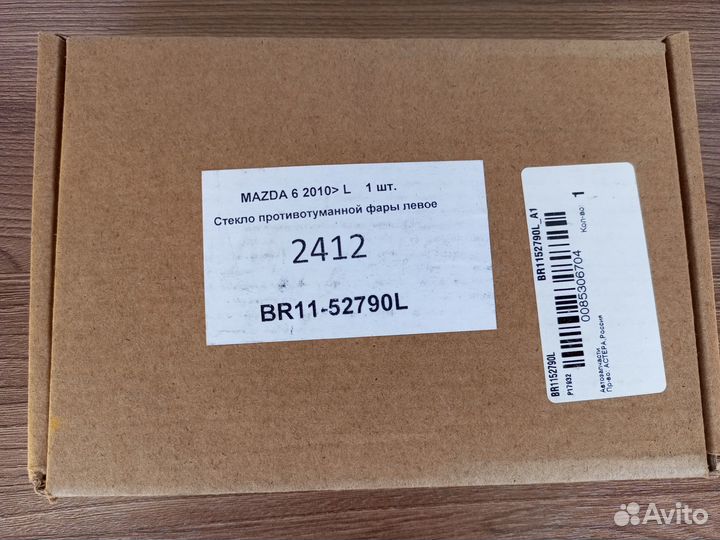 MAZDA 6 2010> L 1 шт.
Стекло противотуманной фары левое
2412
BR11-52790L
BR1152790L
P17932
BR1152790L_A1
0085306704
Кол-во: 1
Автозапчасти
Пр-во: АСТЕРА,Россия
Avito